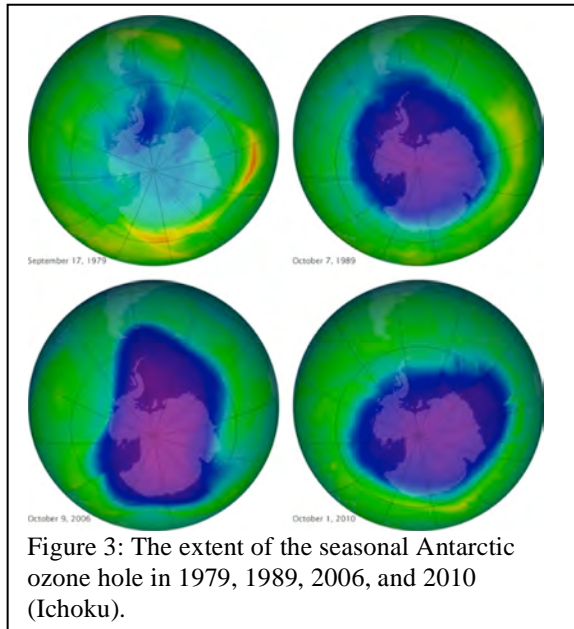 September 17, 1979
October 7, 1989
October 9, 2006
October 1, 2010
Figure 3: The extent of the seasonal Antarctic
ozone hole in 1979, 1989, 2006, and 2010
(Ichoku).